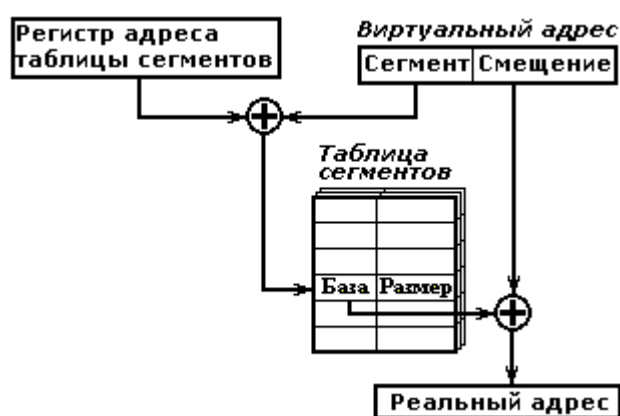 Регистр адреса
таблицы сегментов
Виртуальный адрес
Сегмент Смещение
Таблица
сегментов
База Размер
Реальный адрес